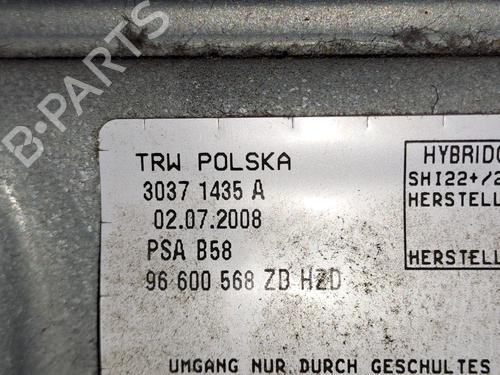 B-PARTS
TRW POLSKA
3037 1435 A
02.07.2008
PSA B58
96 600 568 ZD HZD
HYBRIDG
SHI22+/2
HERSTELL
HERSTELL
UMGANG NUR DURCH GESCHULTES